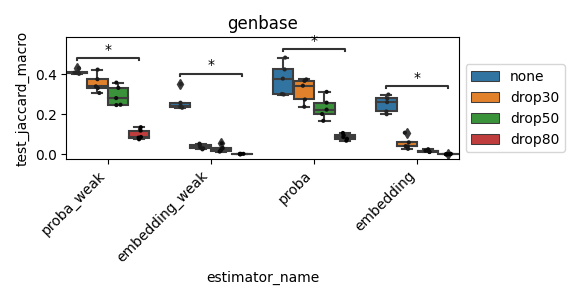 genbase
test_jaccard_macro
0.4
0.2
0.0
*
*
*
*
none
drop30
drop50
drop80
proba_weak
embedding_weak
proba
embedding
estimator_name